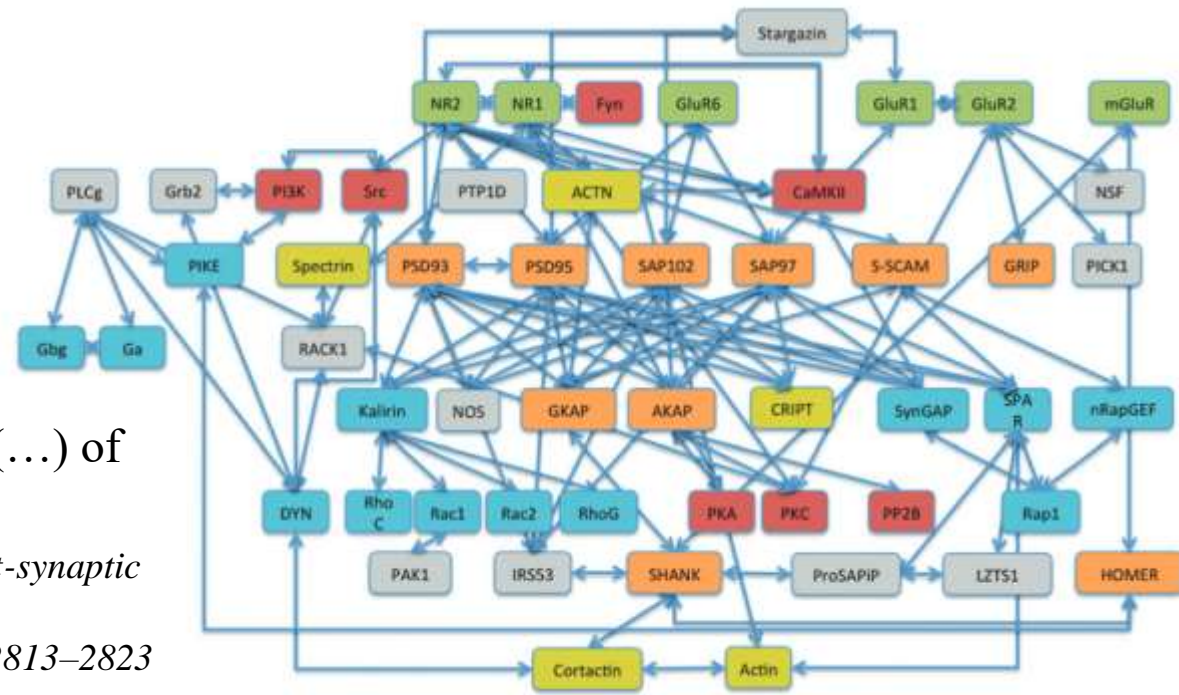 Stargazin
NR2 NR1 Fyn GluR6 GluR1 GluR2 mGluR
PLCg Grb2 PI3K Src PTP1D ACTN CaMKII NSF
PIKE Spectrin PSD93 PSD95 SAP102 SAP97 S-SCAM GRIP PICK1
Gbg Ga RACK1
Kalirin NOS GKAP AKAP CRIPT SynGAP SPA
R nRapGEF
(…) of
DYN Rho
C Rac1 Rac2 RhoG PKA PKC PP2B Rap1
t-synaptic
PAK1 IRS53 SHANK ProSAPiP LZTS1 HOMER
2813–2823
Cortactin Actin